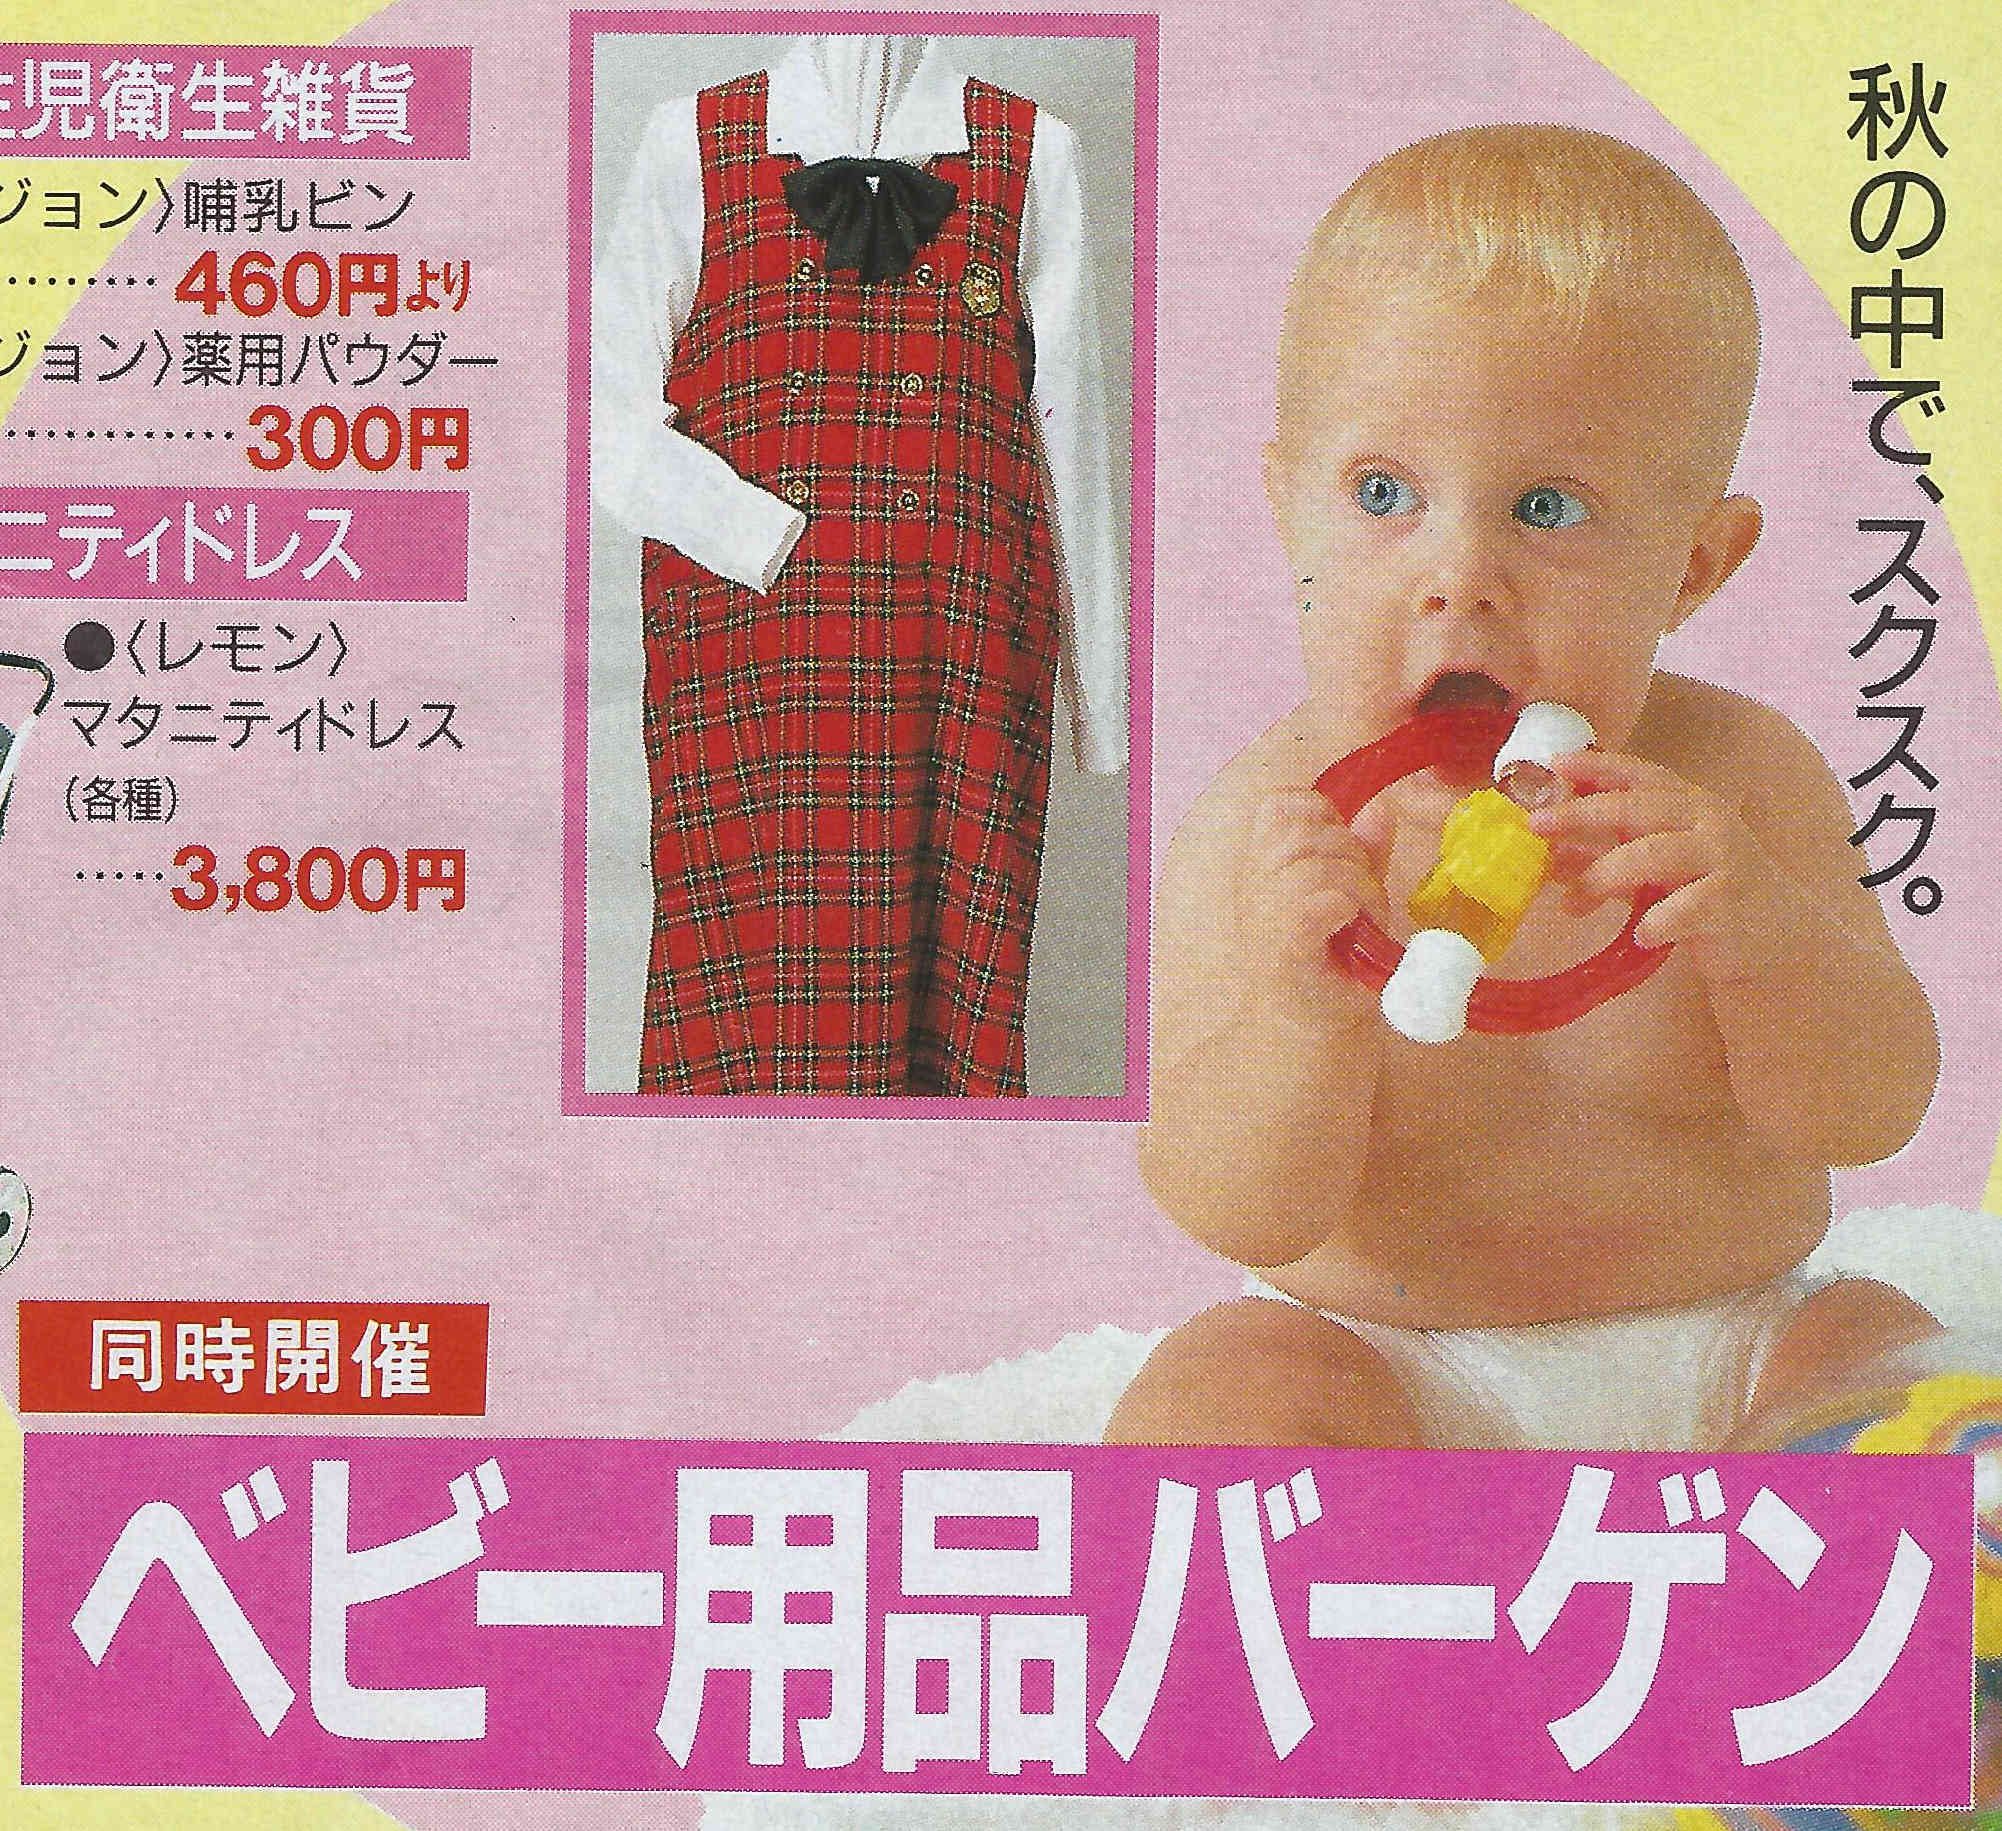 生児衛生雑貨
ジョン〉哺乳ビン
………460円より
ジョン〉薬用パウダー
…………300円
ニティドレス
●〈レモン〉
マタニティドレス
(各種)
‥‥‥3,800円
秋の中で、スクスク。
同時開催
ベビー用品バーゲン